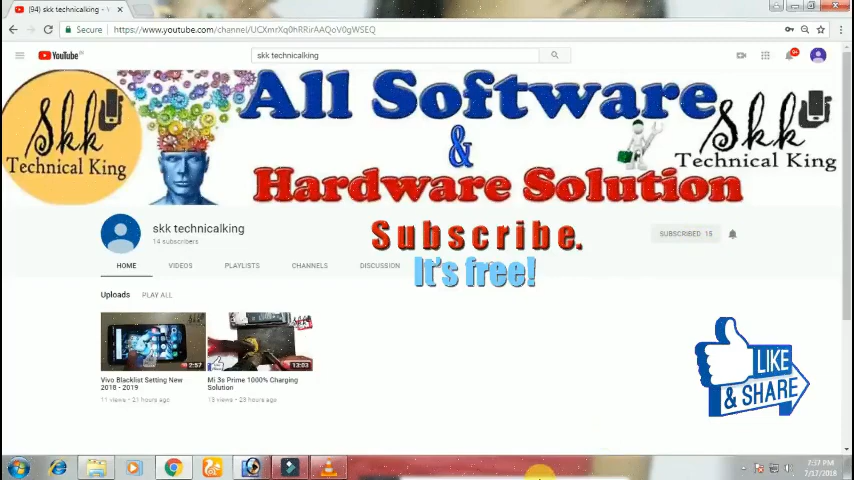 (94) skk technicalking - Y
Secure
https://www.youtube.com/channel/UCXmrXq0hRRirAAQoV0gWSEQ
YouTube
skk technicalking
9+
Skk
Technical King
All Software
&
Hardware Solution
Skk
Technical King
skk technicalking
14 subscribers
Subscribe.
It's free!
SUBSCRIBED 15
HOME
VIDEOS
PLAYLISTS
CHANNELS
DISCUSSION
Uploads
PLAY ALL
2:57
13:03
Vivo Blacklist Setting New
2018 - 2019
11 views • 21 hours ago
Mi 3s Prime 1000% Charging
Solution
13 views • 23 hours ago
LIKE
& SHARE
7:37 PM
7/17/2018